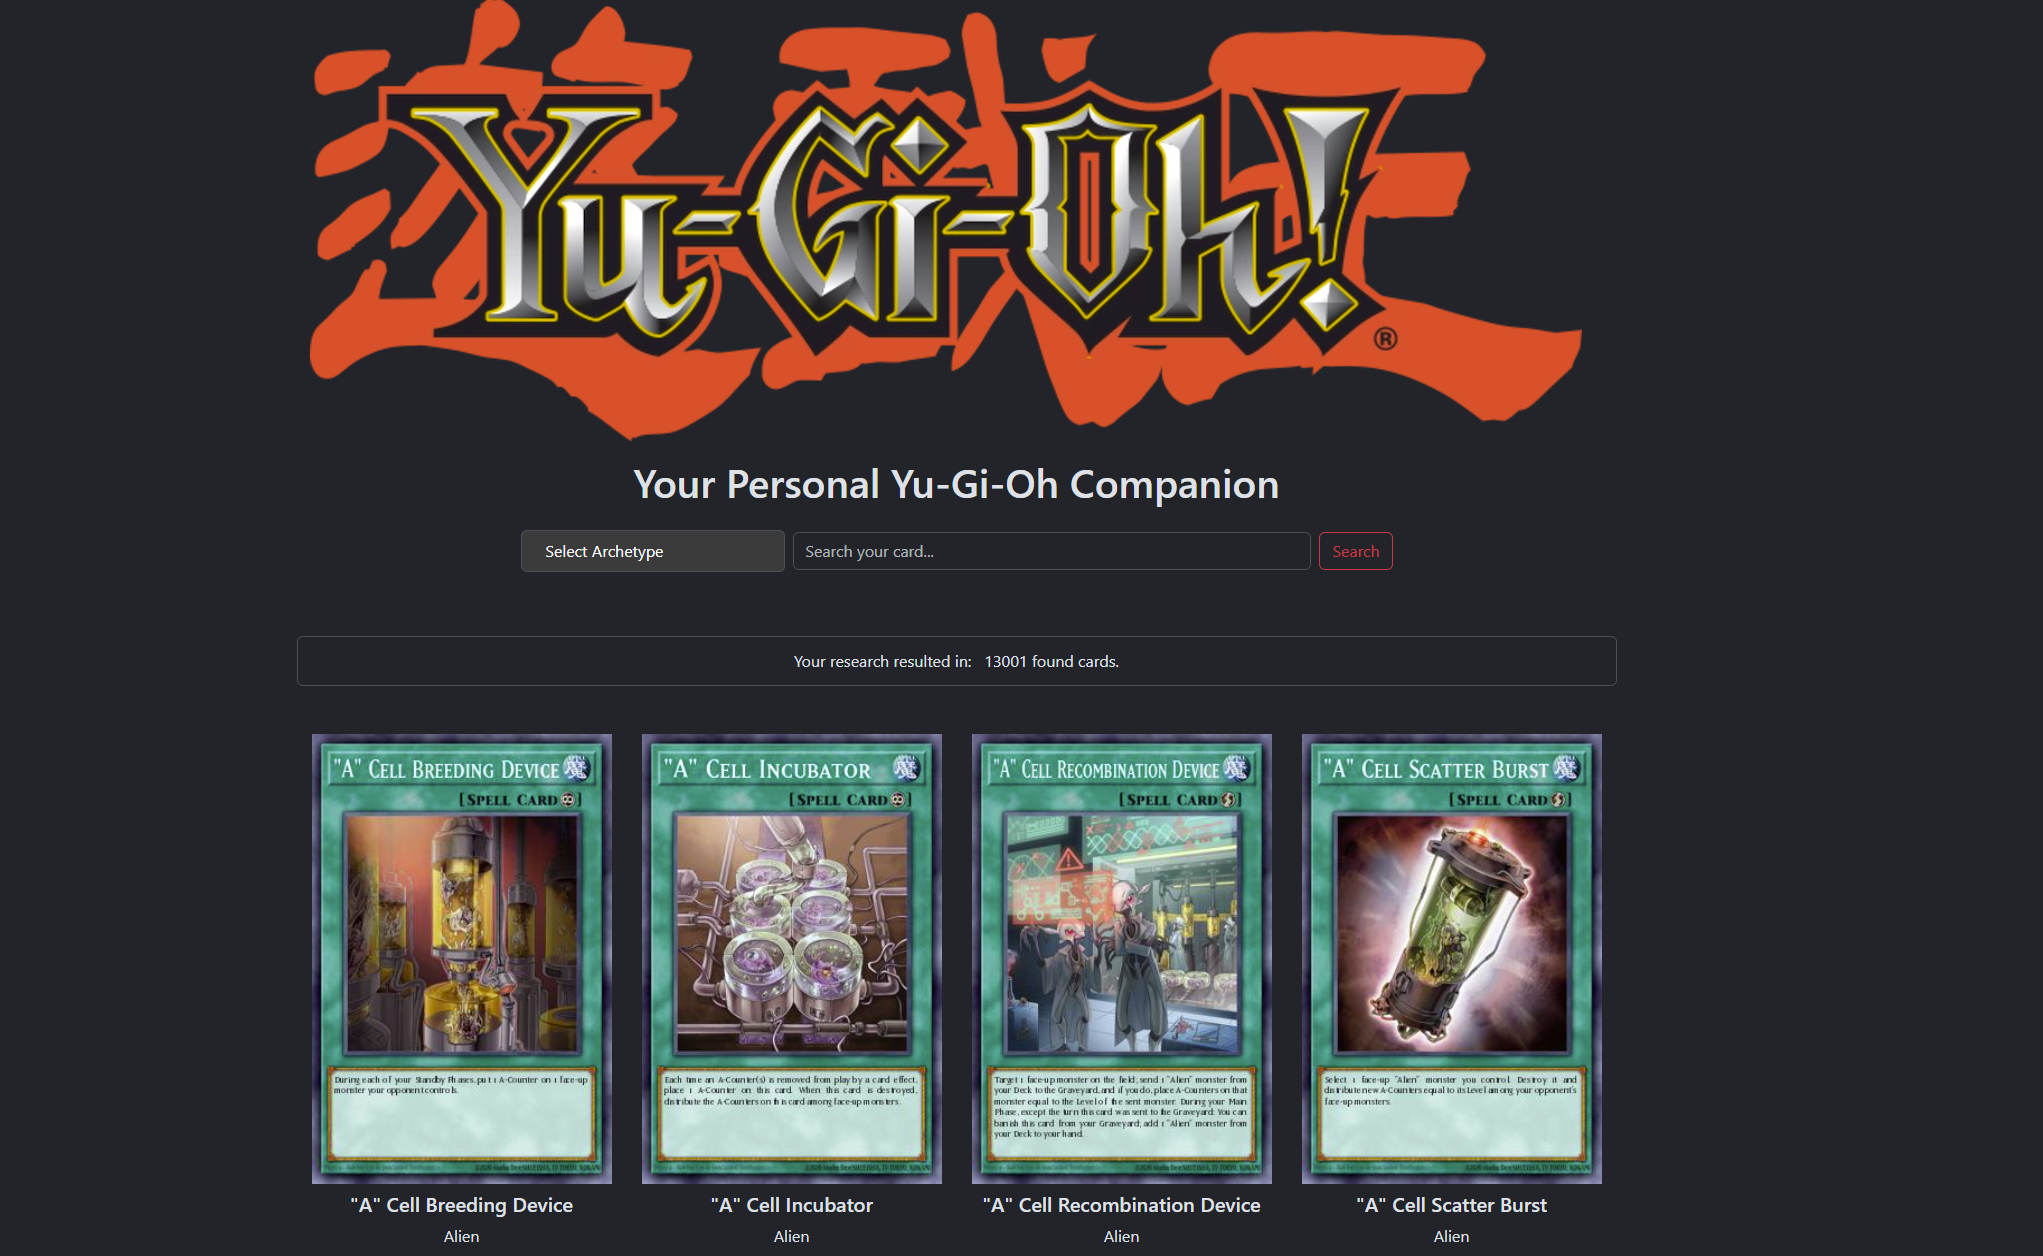 遊戯王
Yu-Gi-Oh!
®
Your Personal Yu-Gi-Oh Companion
Select Archetype
Search your card...
Search
Your research resulted in: 13001 found cards.
"A" Cell Breeding Device
[Spell Card]
During each of your Standby Phases, put 1 A-Counter on 1 face-up
monster your opponent controls.
"A" Cell Breeding Device
Alien
"A" Cell Incubator
[Spell Card]
Each time an A-Counter(s) is removed from play by a card effect,
place 1 A-Counter on this card. When this card is destroyed,
distribute the A-Counters on this card among face-up monsters.
"A" Cell Incubator
Alien
"A" Cell Recombination Device
[Spell Card]
Target 1 face-up monster on the field; send 1 "Alien" monster from
your Deck to the Graveyard, and if you do, place A-Counters on that
monster equal to the Level of the sent monster. During your Main
Phase, except the turn this card was sent to the Graveyard: You can
banish this card from your Graveyard; add 1 "Alien" monster from
your Deck to your hand.
"A" Cell Recombination Device
Alien
"A" Cell Scatter Burst
[Spell Card]
Select 1 face-up "Alien" monster you control. Destroy it and
distribute new A-Counters equal to its Level among your opponent's
face-up monsters.
"A" Cell Scatter Burst
Alien